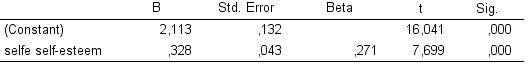 B Std. Error Beta t Sig.
(Constant) 2,113 ,132 16,041 ,000
selfe self-esteem ,328 ,043 ,271 7,699 ,000